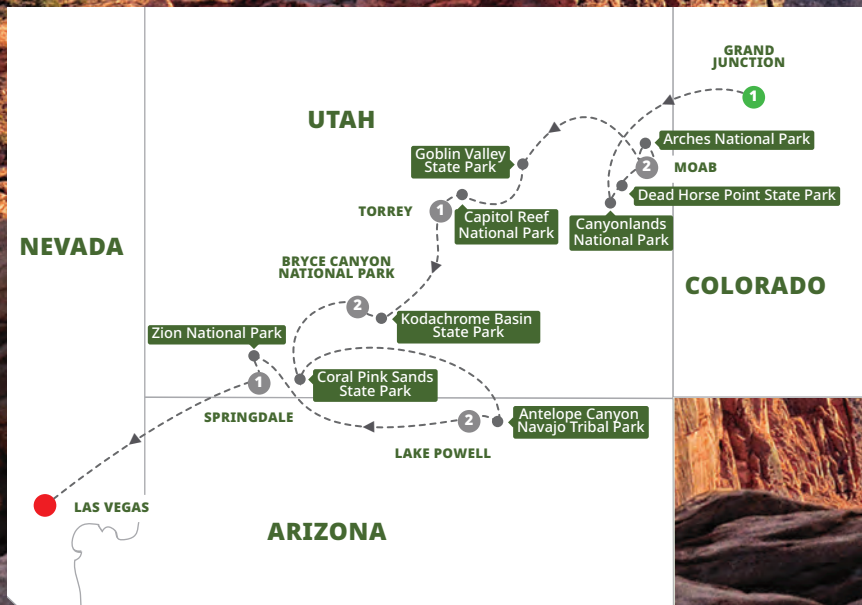 GRAND
JUNCTION
1
UTAH
Arches National Park
Goblin Valley
State Park
2
MOAB
Dead Horse Point State Park
TORREY
1
Capitol Reef
National Park
Canyonlands
National Park
NEVADA
BRYCE CANYON
NATIONAL PARK
COLORADO
2
Kodachrome Basin
State Park
Zion National Park
1
Coral Pink Sands
State Park
SPRINGDALE
2
Antelope Canyon
Navajo Tribal Park
LAKE POWELL
LAS VEGAS
ARIZONA